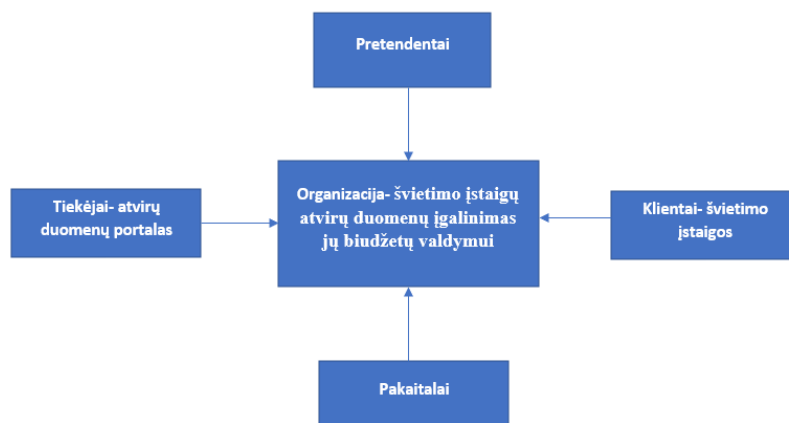 Pretendentai
Tiekėjai- atvirų
duomenų portalas
Organizacija- švietimo įstaigų
atvirų duomenų įgalinimas
jų biudžetų valdymui
Klientai- švietimo
įstaigos
Pakaitalai